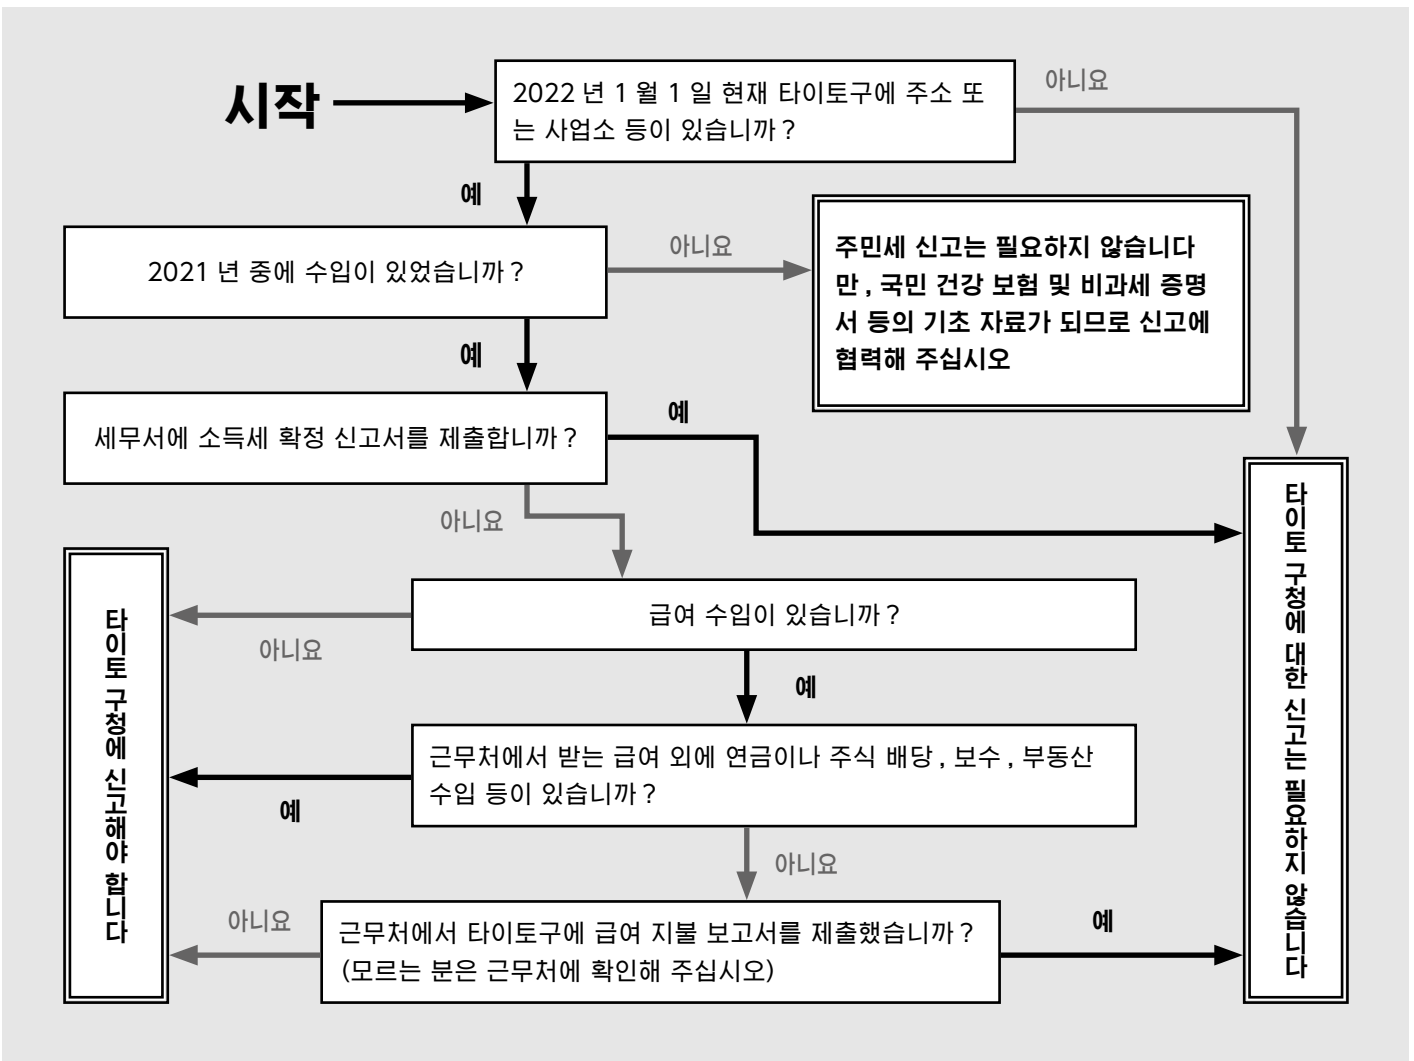 시작
2022 년 1 월 1 일 현재 타이토구에 주소 또
는 사업소 등이 있습니까 ?
아니요
예
2021 년 중에 수입이 있었습니까 ?
아니요
주민세 신고는 필요하지 않습니다
만 , 국민 건강 보험 및 비과세 증명
서 등의 기초 자료가 되므로 신고에
협력해 주십시오
예
세무서에 소득세 확정 신고서를 제출합니까 ?
예
아니요
급여 수입이 있습니까 ?
아니요
예
근무처에서 받는 급여 외에 연금이나 주식 배당 , 보수 , 부동산
수입 등이 있습니까 ?
예
아니요
근무처에서 타이토구에 급여 지불 보고서를 제출했습니까 ?
(모르는 분은 근무처에 확인해 주십시오)
아니요
예
타이토 구청에 신고해야 합니다
타이토 구청에 대한 신고는 필요하지 않습니다